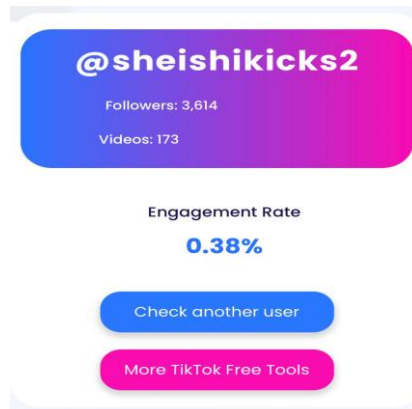 @sheishikicks2
Followers: 3,614
Videos: 173
Engagement Rate
0.38%
Check another user
More TikTok Free Tools